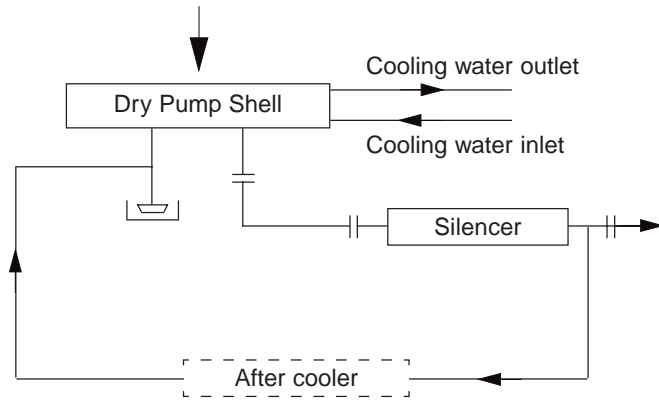 Cooling water outlet
Dry Pump Shell
Cooling water inlet
Silencer
After cooler